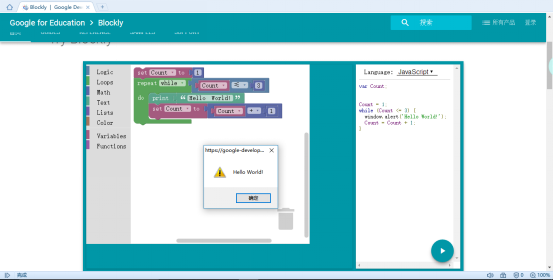 Blockly | Google Dev
Google for Education > Blockly
搜索
所有产品
登录
Try Blockly
Logic
Loops
Math
Text
Lists
Color
Variables
Functions
set Count to 1
repeat while Count ≤ 3
do print “ Hello World! ”
set Count to Count + 1
Language: JavaScript
var Count;
Count = 1;
while (Count <= 3) {
window.alert('Hello World!');
Count = Count + 1;
}
https://google-develop...
Hello World!
确定
完成
0
100%